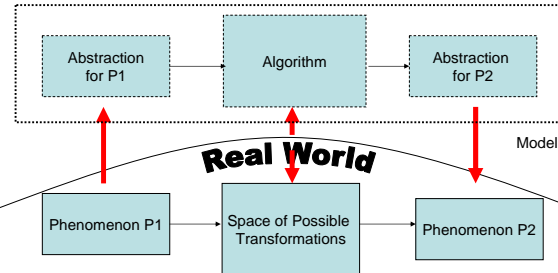 Abstraction
for P1
Algorithm
Abstraction
for P2
Model
Real World
Phenomenon P1
Space of Possible
Transformations
Phenomenon P2